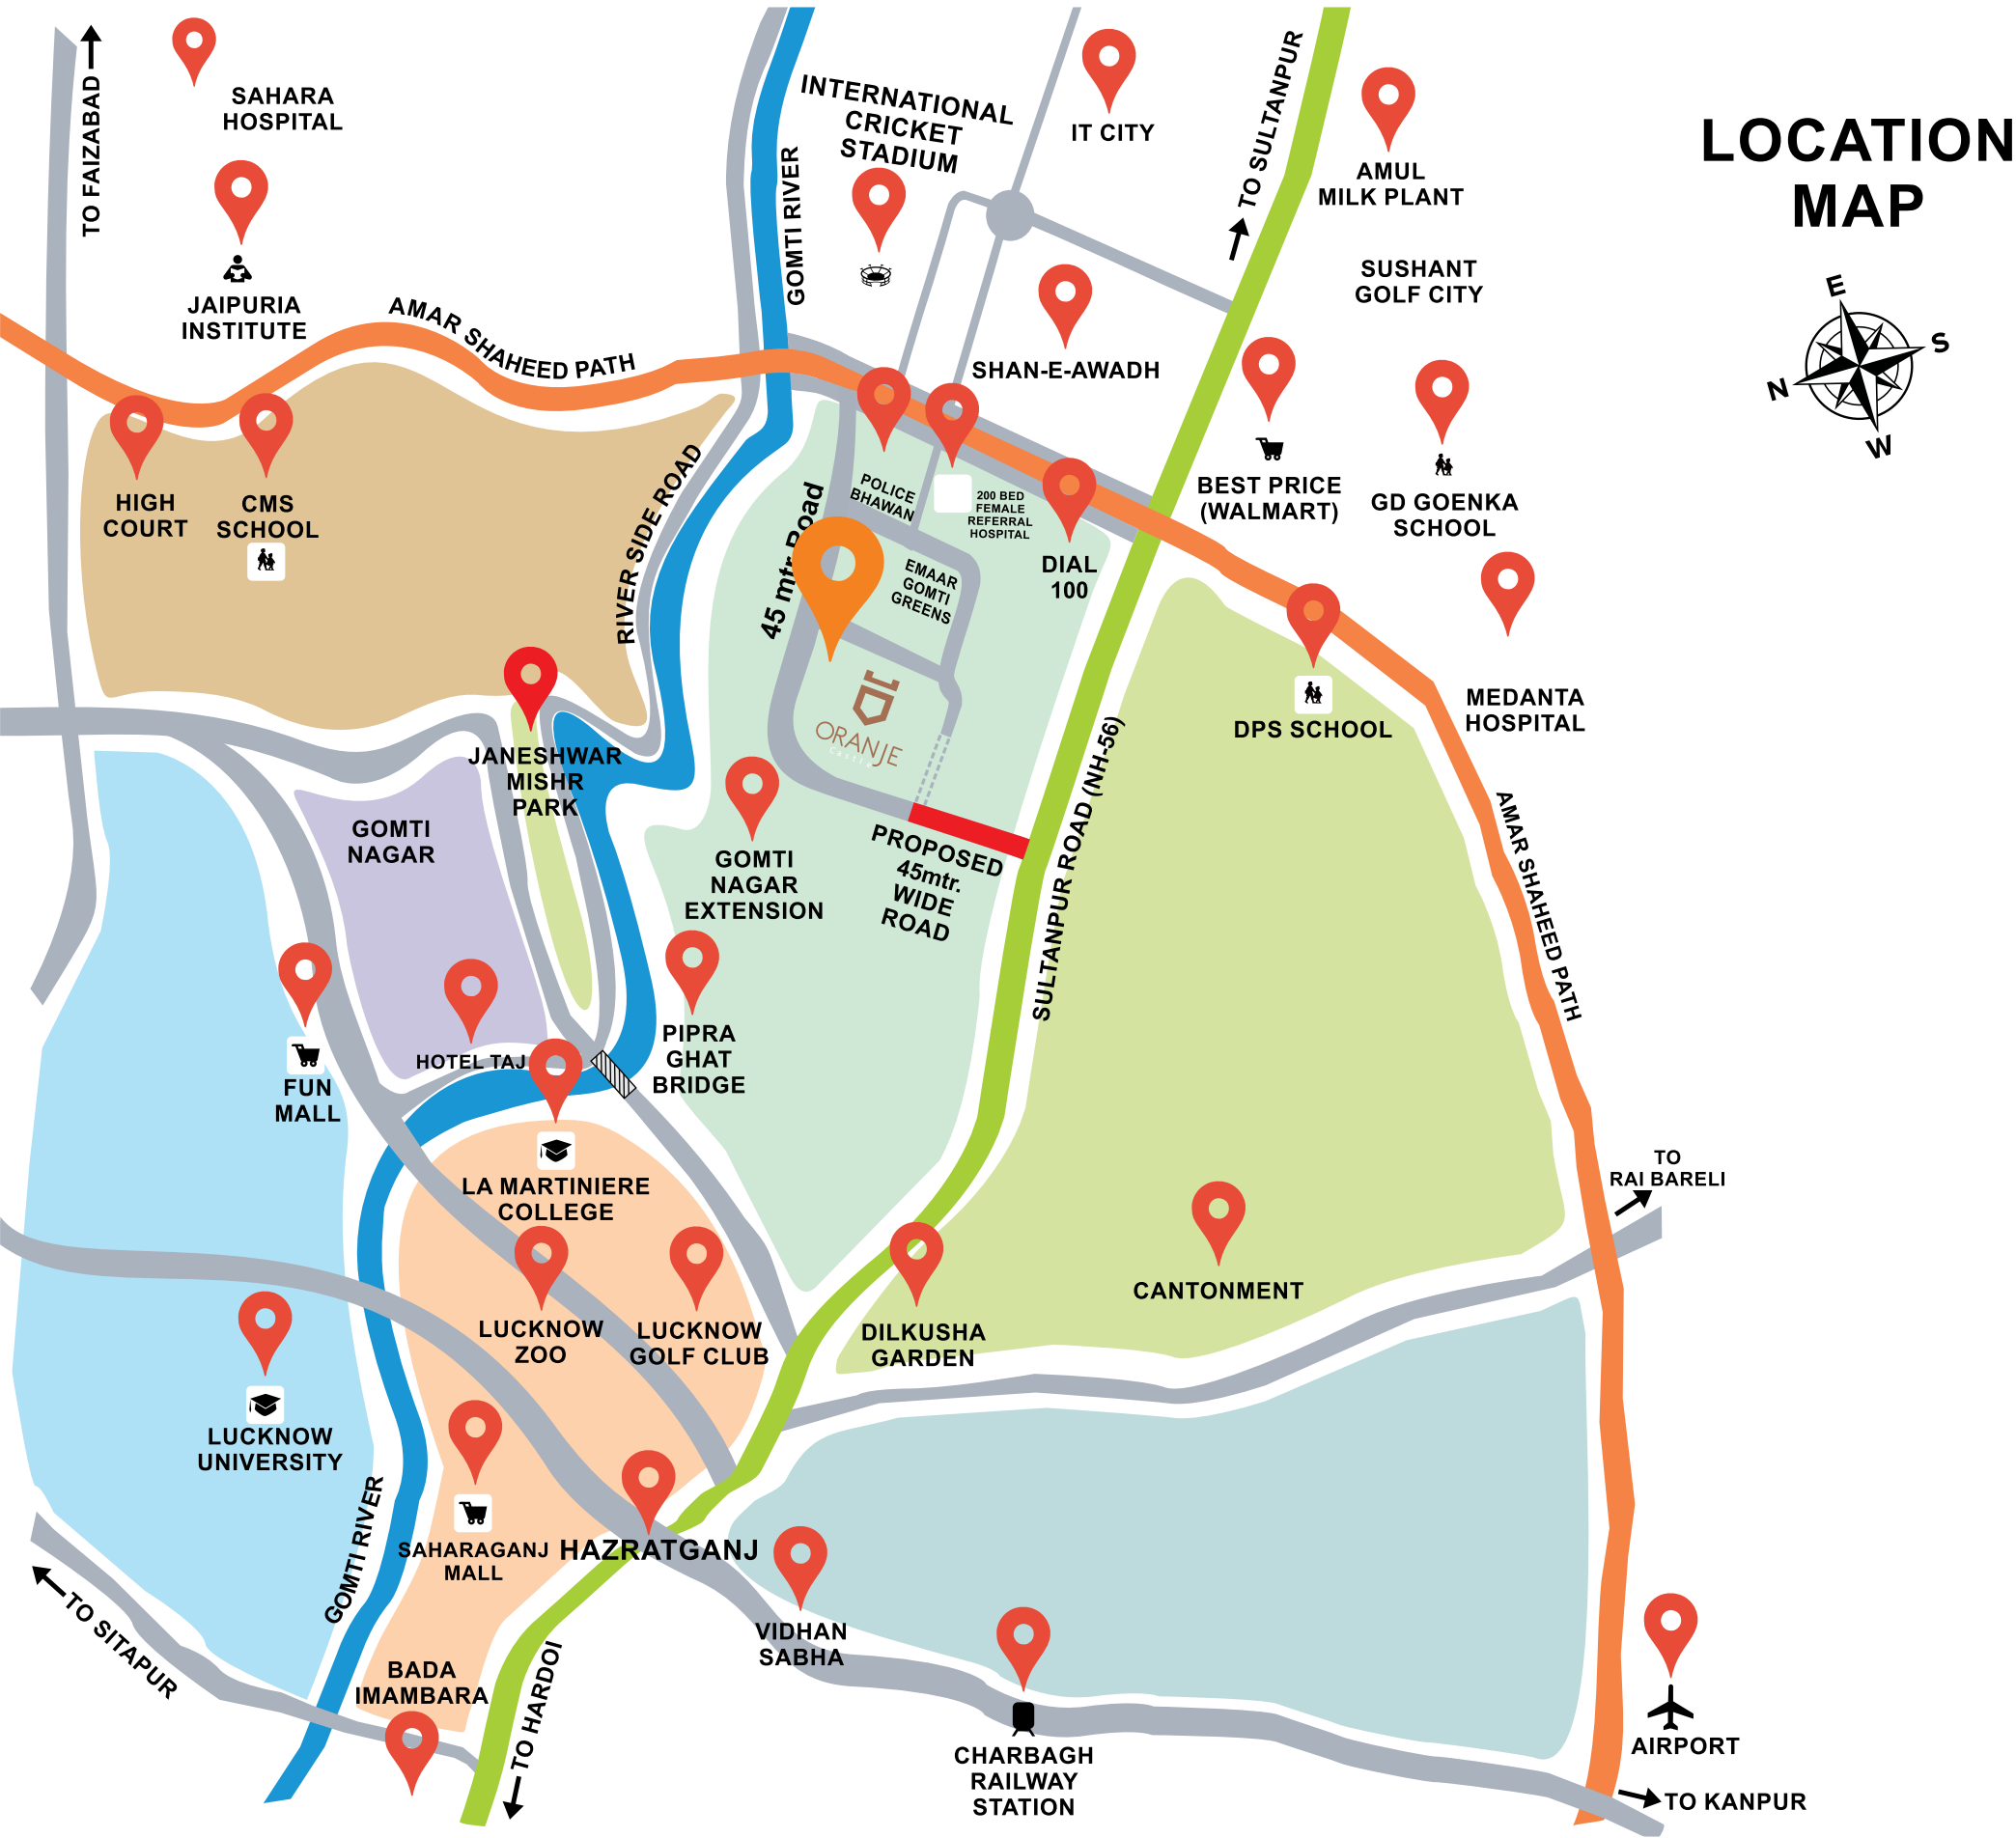 LOCATION
MAP
E
S
N
W
TO FAIZABAD
SAHARA
HOSPITAL
JAIPURIA
INSTITUTE
AMAR SHAHEED PATH
GOMTI RIVER
INTERNATIONAL
CRICKET
STADIUM
IT CITY
TO SULTANPUR
AMUL
MILK PLANT
SUSHANT
GOLF CITY
SHAN-E-AWADH
BEST PRICE
(WALMART)
GD GOENKA
SCHOOL
HIGH
COURT
CMS
SCHOOL
RIVER SIDE ROAD
45 mtr Road
POLICE
BHAWAN
200 BED
FEMALE
REFERRAL
HOSPITAL
DIAL
100
EMAAR
GOMTI
GREENS
MEDANTA
HOSPITAL
DPS SCHOOL
ORANJE
Castle
JANESHWAR
MISHR
PARK
GOMTI
NAGAR
GOMTI
NAGAR
EXTENSION
PROPOSED
45mtr.
WIDE
ROAD
SULTANPUR ROAD (NH-56)
AMAR SHAHEED PATH
HOTEL TAJ
PIPRA
GHAT
BRIDGE
FUN
MALL
LA MARTINIERE
COLLEGE
TO
RAI BARELI
CANTONMENT
LUCKNOW
ZOO
LUCKNOW
GOLF CLUB
DILKUSHA
GARDEN
LUCKNOW
UNIVERSITY
GOMTI RIVER
SAHARAGANJ
MALL
HAZRATGANJ
VIDHAN
SABHA
TO SITAPUR
BADA
IMAMBARA
TO HARDOI
CHARBAGH
RAILWAY
STATION
AIRPORT
TO KANPUR